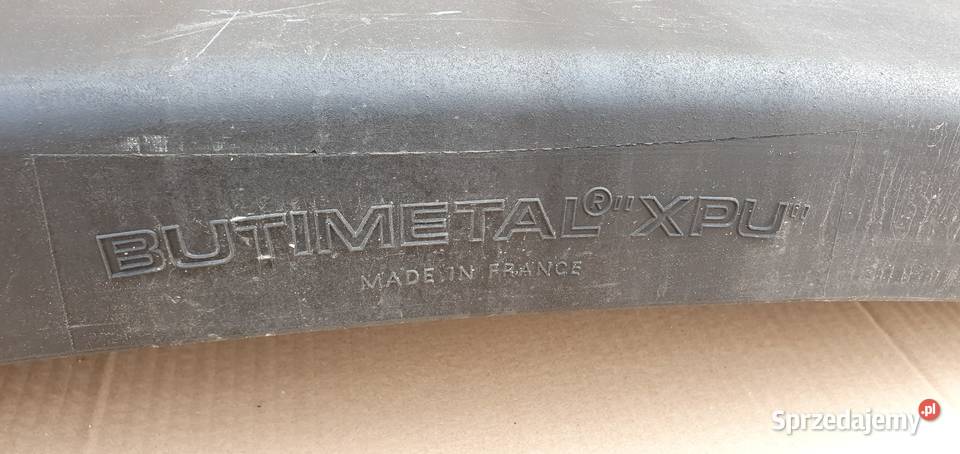 BUTIMETAL®"XPU"
MADE IN FRANCE
Sprzedajemy.pl